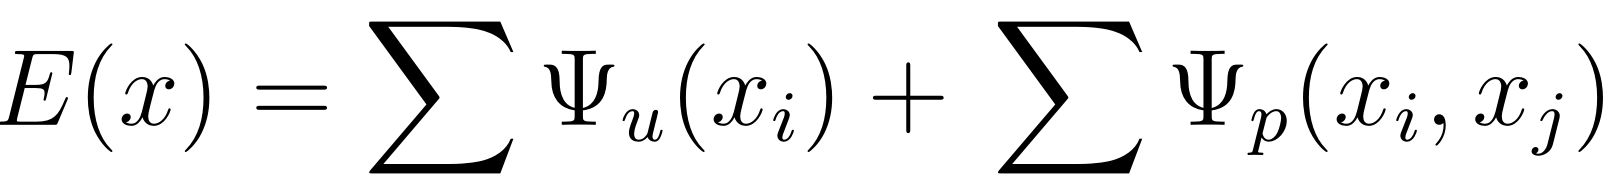 E(x) = ∑ Ψ_u(x_i) + ∑ Ψ_p(x_i, x_j)